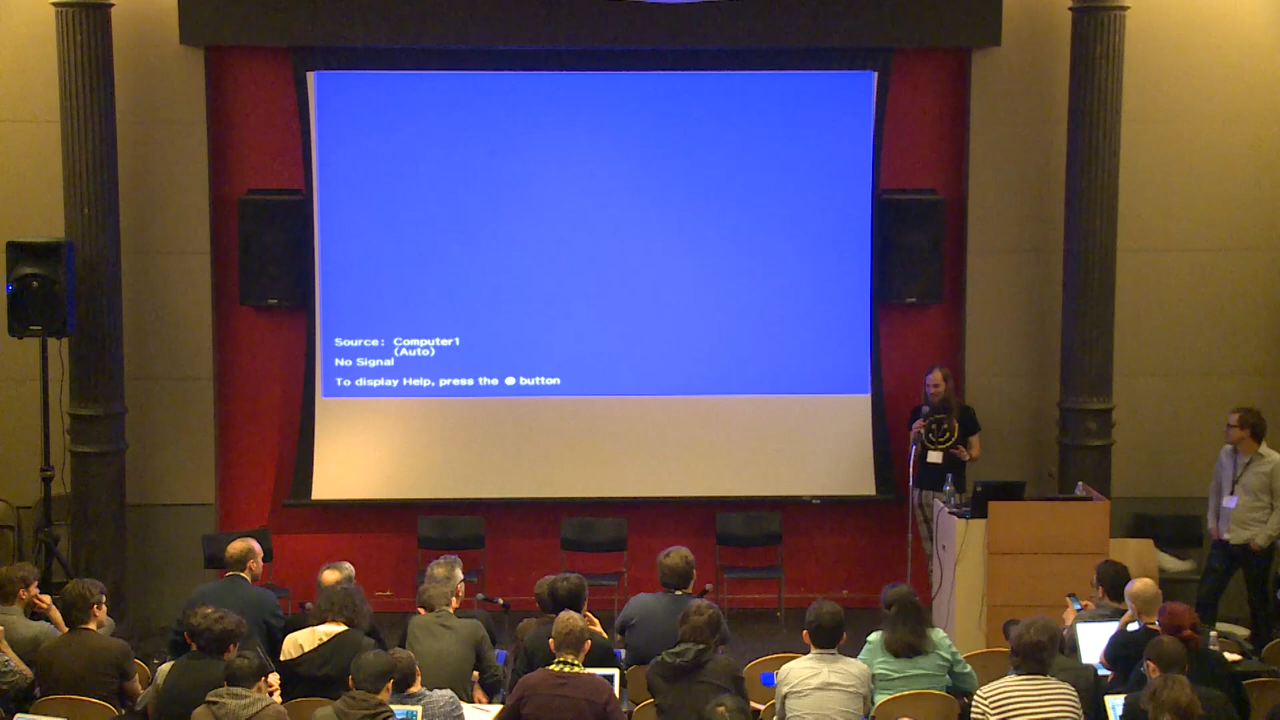 Source: Computer1
(Auto)
No Signal
To display Help, press the button